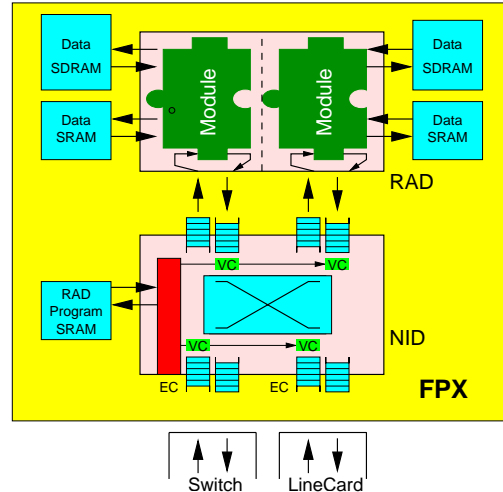 Data
SDRAM
Data
SRAM
Module
Module
Data
SDRAM
Data
SRAM
RAD
RAD
Program
SRAM
VC
VC
VC
VC
NID
EC
EC
FPX
Switch
LineCard